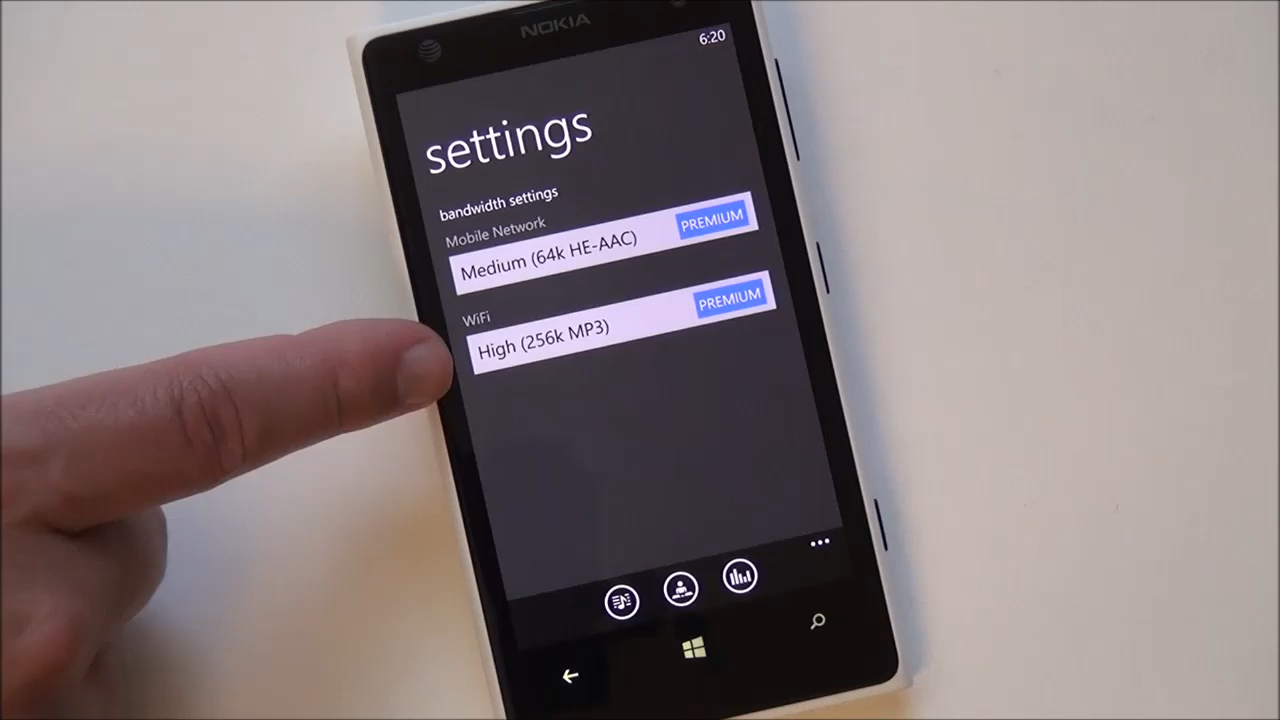 NOKIA
6:20
settings
bandwidth settings
Mobile Network
Medium (64k HE-AAC) PREMIUM
WiFi
High (256k MP3) PREMIUM